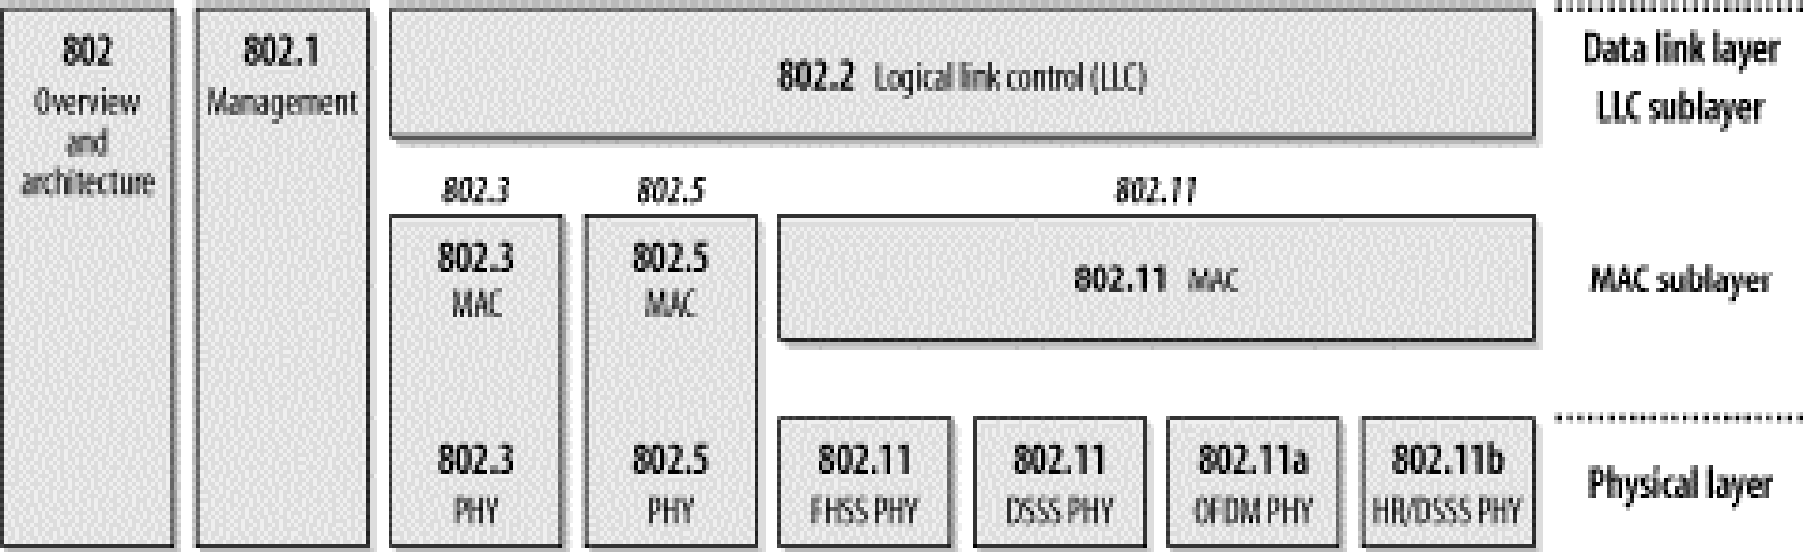 802
Overview
and
architecture
802.1
Management
802.2 Logical link control (LLC)
Data link layer
LLC sublayer
802.3
802.5
802.11
802.3
MAC
802.5
MAC
802.11 MAC
MAC sublayer
802.3
PHY
802.5
PHY
802.11
FHSS PHY
802.11
DSSS PHY
802.11a
OFDM PHY
802.11b
HR/DSSS PHY
Physical layer